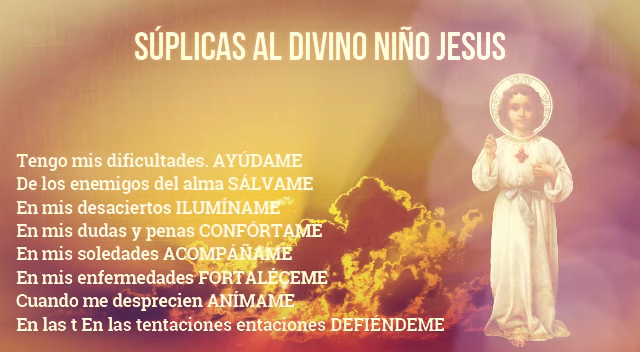 SÚPLICAS AL DIVINO NIÑO JESUS
Tengo mis dificultades. AYÚDAME
De los enemigos del alma SÁLVAME
En mis desaciertos ILUMÍNAME
En mis dudas y penas CONFÓRTAME
En mis soledades ACOMPÁÑAME
En mis enfermedades FORTALÉCEME
Cuando me desprecien ANÍMAME
En las t En las tentaciones entaciones DEFIÉNDEME